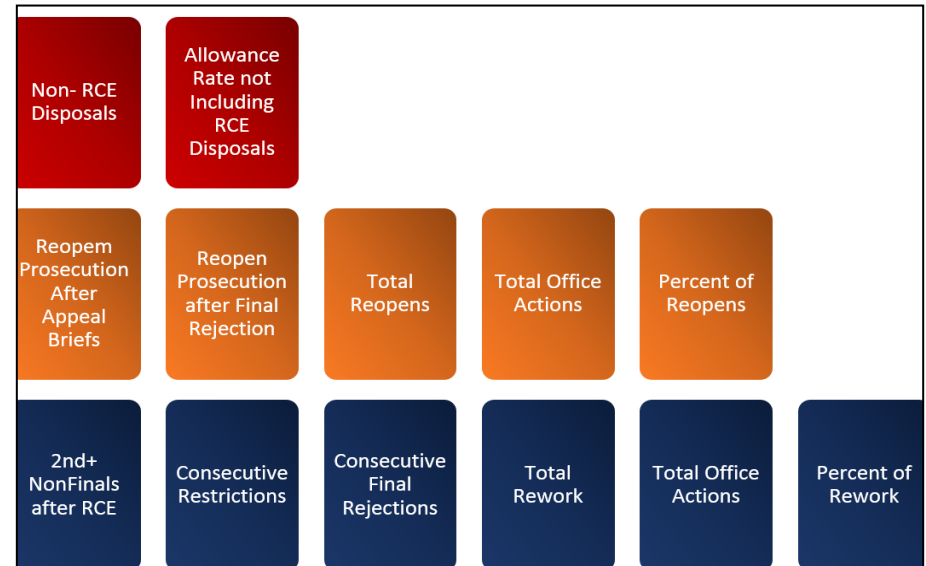 Non- RCE
Disposals
Allowance
Rate not
Including
RCE
Disposals
Reopem
Prosecution
After
Appeal
Briefs
Reopen
Prosecution
after Final
Rejection
Total
Reopens
Total Office
Actions
Percent of
Reopens
2nd+
NonFinals
after RCE
Consecutive
Restrictions
Consecutive
Final
Rejections
Total
Rework
Total Office
Actions
Percent of
Rework